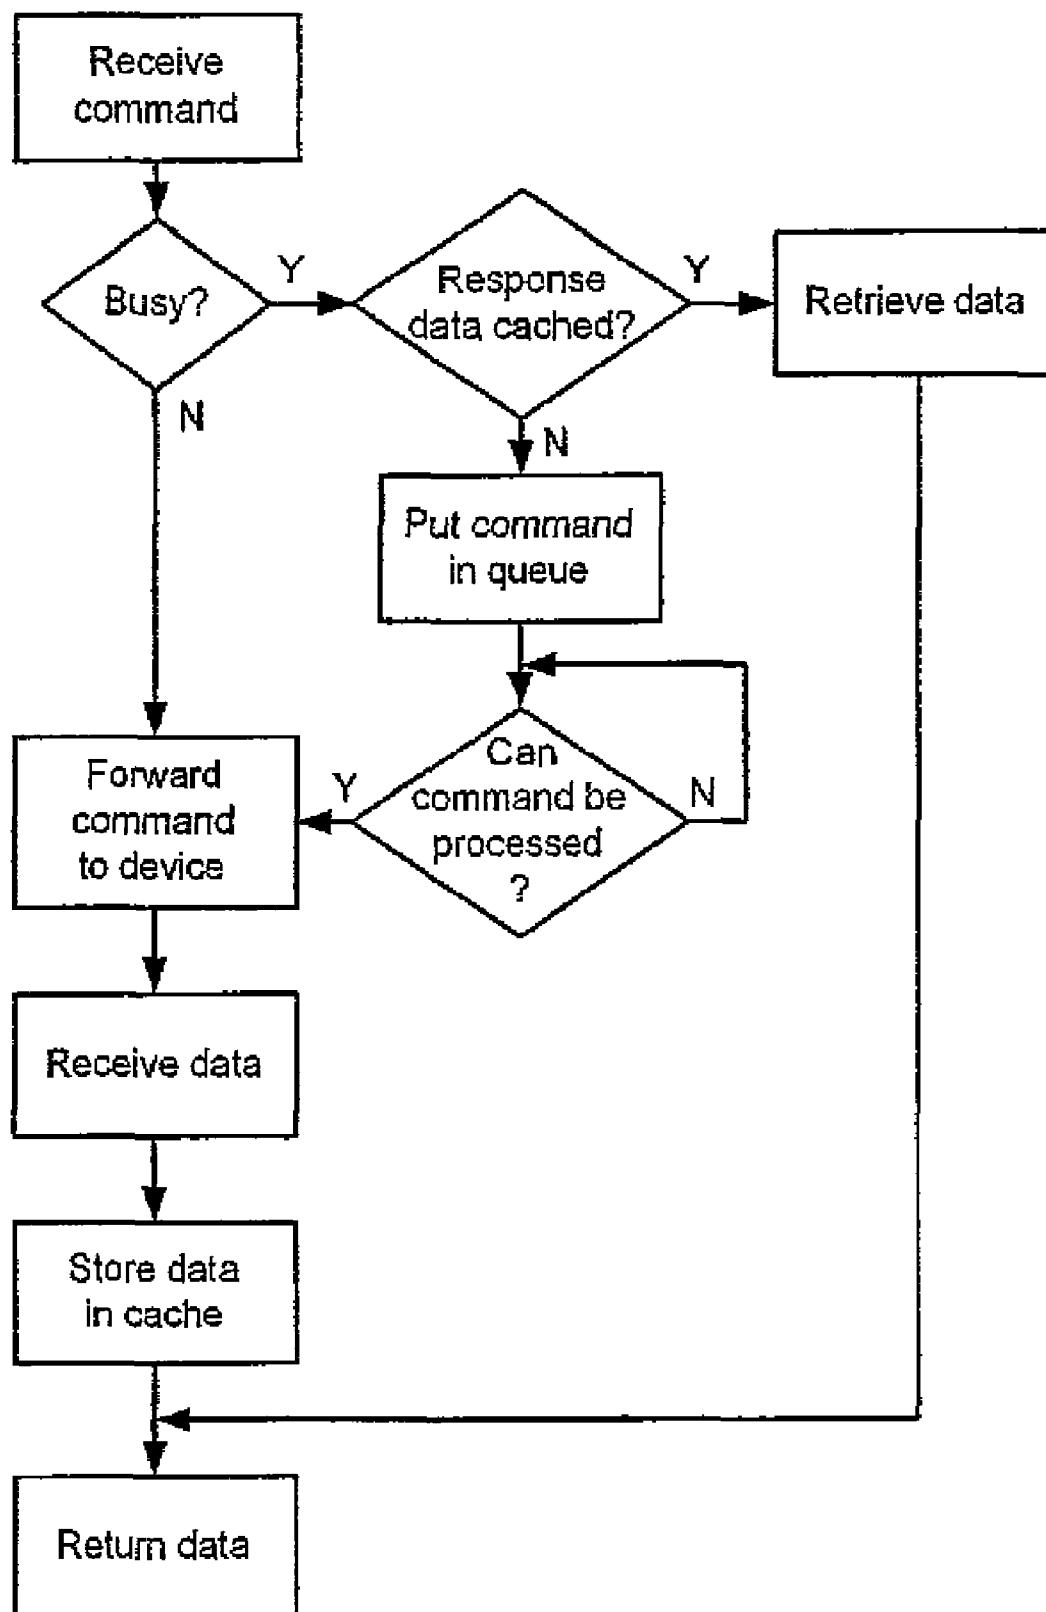 Receive
command
Busy?
Y
N
Response
data cached?
Y
N
Retrieve data
Put command
in queue
Can
command be
processed
?
Y
N
Forward
command
to device
Receive data
Store data
in cache
Return data